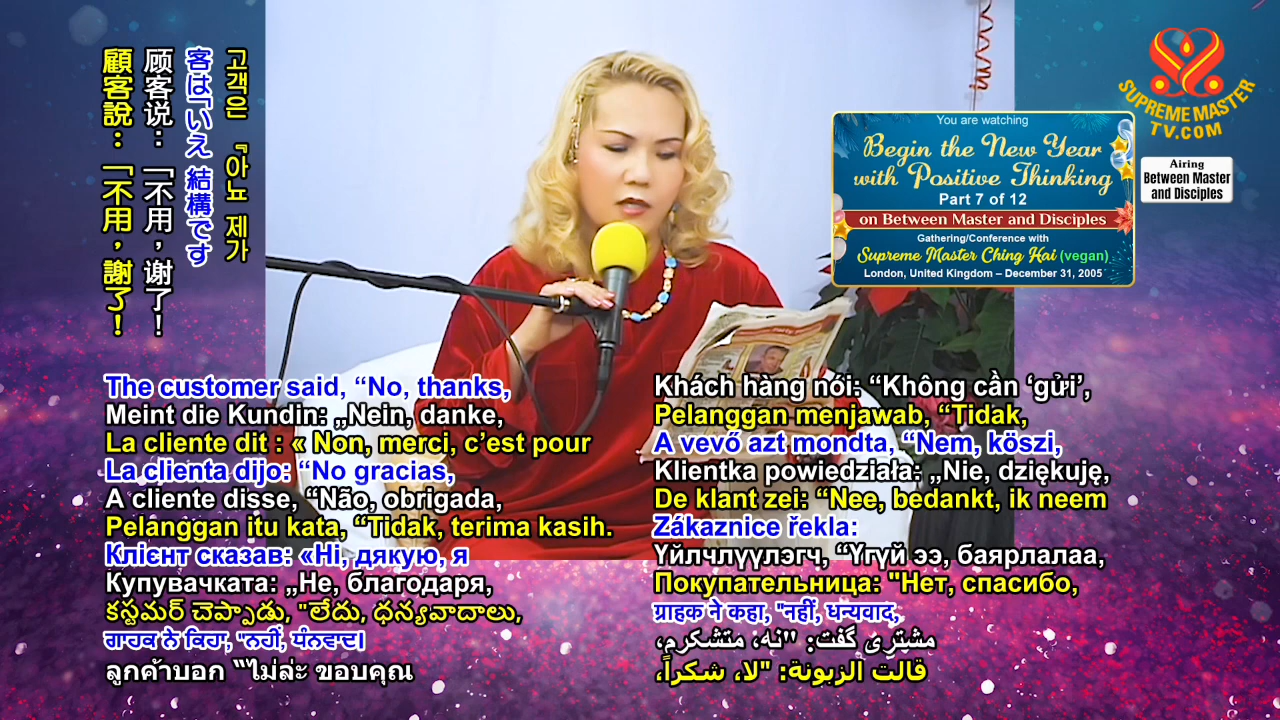 고객은 『아뇨 제가
客は「いえ 結構です
顾客说：「不用，谢了！
顧客說：「不用，謝了！
SUPREME MASTER
TV.COM
Airing
Between Master
and Disciples
You are watching
Begin the New Year
with Positive Thinking
Part 7 of 12
on Between Master and Disciples
Gathering/Conference with
Supreme Master Ching Hai (vegan)
London, United Kingdom – December 31, 2005
The customer said, “No, thanks,
Meint die Kundin: „Nein, danke,
La cliente dit : « Non, merci, c’est pour
La clienta dijo: “No gracias,
A cliente disse, “Não, obrigada,
Pelanggan itu kata, “Tidak, terima kasih.
Клієнт сказав: «Ні, дякую, я
Купувачката: „Не, благодаря,
కస్టమర్ చెప్పాడు, "లేదు, ధన్యవాదాలు,
ਗਾਹਕ ਨੇ ਕਿਹਾ, "ਨਹੀਂ, ਧੰਨਵਾਦ।
ลูกค้าบอก “ไม่ล่ะ ขอบคุณ
Khách hàng nói: “Không cần ‘gửi’,
Pelanggan menjawab, “Tidak,
A vevő azt mondta, “Nem, köszi,
Klientka powiedziała: „Nie, dziękuję,
De klant zei: “Nee, bedankt, ik neem
Zákaznice řekla:
Үйлчлүүлэгч, “Үгүй ээ, баярлалаа,
Покупательница: "Нет, спасибо,
ग्राहक ने कहा, "नहीं, धन्यवाद,
مشتری گفت: "نه، متشکرم،
قالت الزبونة: "لا، شكراً،